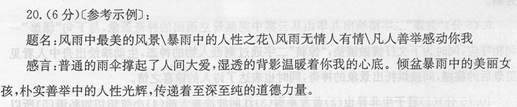 20.(6分)〔参考示例〕:
题名:风雨中最美的风景\暴雨中的人性之花\风雨无情人有情\凡人善举感动你我
感言:普通的雨伞撑起了人间大爱,湿透的背影温暖着你我的心底。倾盆暴雨中的美丽女
孩,朴实善举中的人性光辉,传递着至深至纯的道德力量。